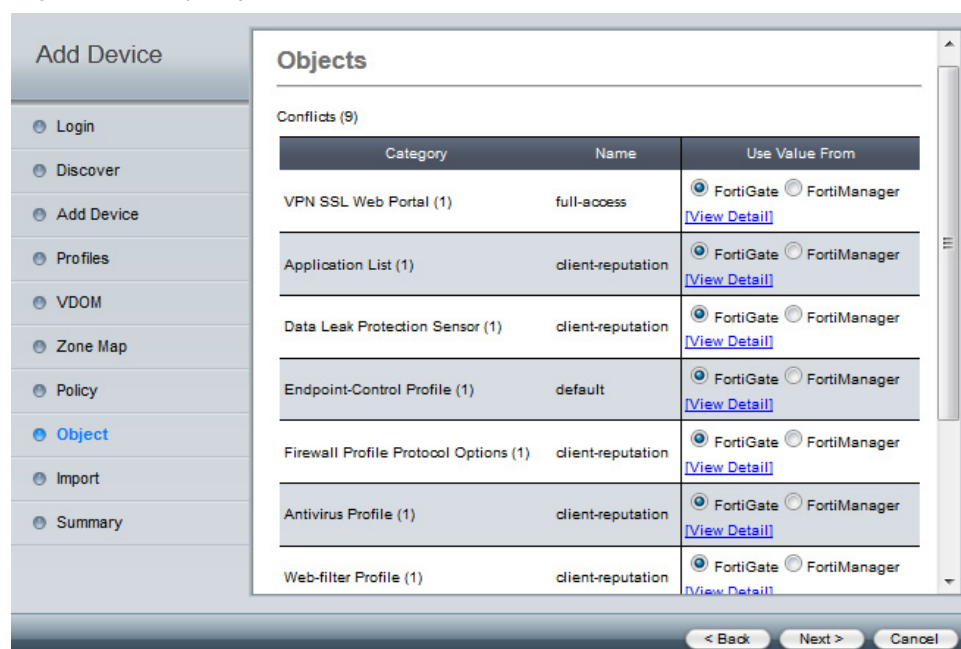 Add Device
Login
Discover
Add Device
Profiles
VDOM
Zone Map
Policy
Object
Import
Summary
Objects
Conflicts (9)
Category Name Use Value From
VPN SSL Web Portal (1) full-access FortiGate FortiManager
[View Detail]
Application List (1) client-reputation FortiGate FortiManager
[View Detail]
Data Leak Protection Sensor (1) client-reputation FortiGate FortiManager
[View Detail]
Endpoint-Control Profile (1) default FortiGate FortiManager
[View Detail]
Firewall Profile Protocol Options (1) client-reputation FortiGate FortiManager
[View Detail]
Antivirus Profile (1) client-reputation FortiGate FortiManager
[View Detail]
Web-filter Profile (1) client-reputation FortiGate FortiManager
[View Detail]
< Back Next > Cancel